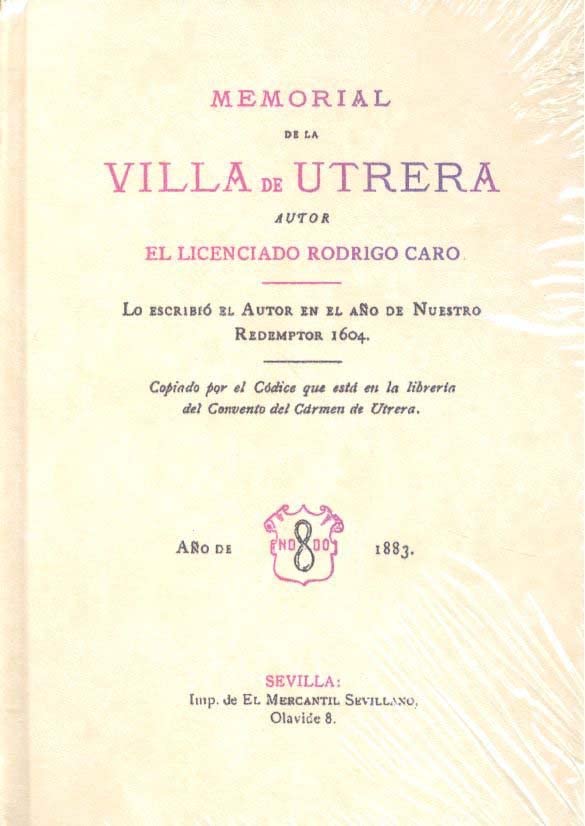 MEMORIAL
DE LA
VILLA DE UTRERA
AUTOR
EL LICENCIADO RODRIGO CARO
LO ESCRIBIÓ EL AUTOR EN EL AÑO DE NUESTRO
REDEMPTOR 1604.
Copiado por el Códice que está en la librería
del Convento del Cármen de Utrera.
AÑO DE NO 8 DO 1883.
SEVILLA:
Imp. de EL MERCANTIL SEVILLANO,
Olavide 8.